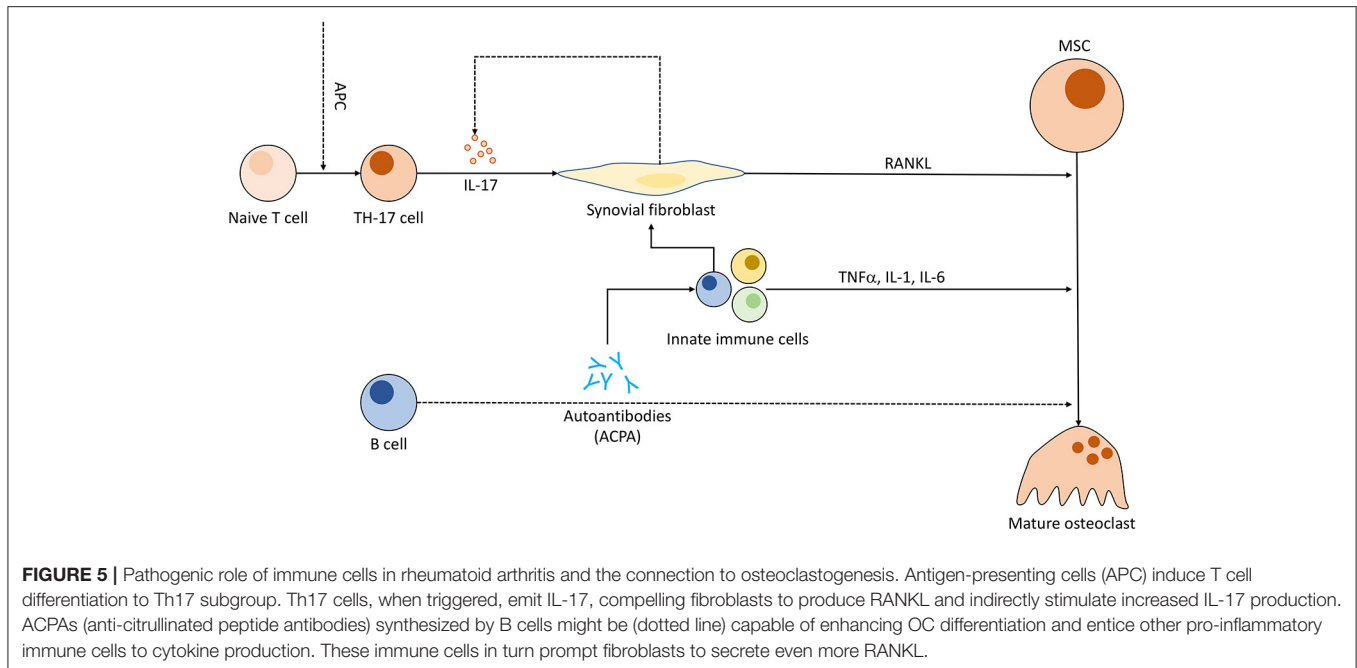 MSC
APC
RANKL
IL-17
Naive T cell
TH-17 cell
Synovial fibroblast
TNFα, IL-1, IL-6
Innate immune cells
Autoantibodies
(ACPA)
B cell
Mature osteoclast
FIGURE 5 | Pathogenic role of immune cells in rheumatoid arthritis and the connection to osteoclastogenesis. Antigen-presenting cells (APC) induce T cell
differentiation to Th17 subgroup. Th17 cells, when triggered, emit IL-17, compelling fibroblasts to produce RANKL and indirectly stimulate increased IL-17 production.
ACPAs (anti-citrullinated peptide antibodies) synthesized by B cells might be (dotted line) capable of enhancing OC differentiation and entice other pro-inflammatory
immune cells to cytokine production. These immune cells in turn prompt fibroblasts to secrete even more RANKL.